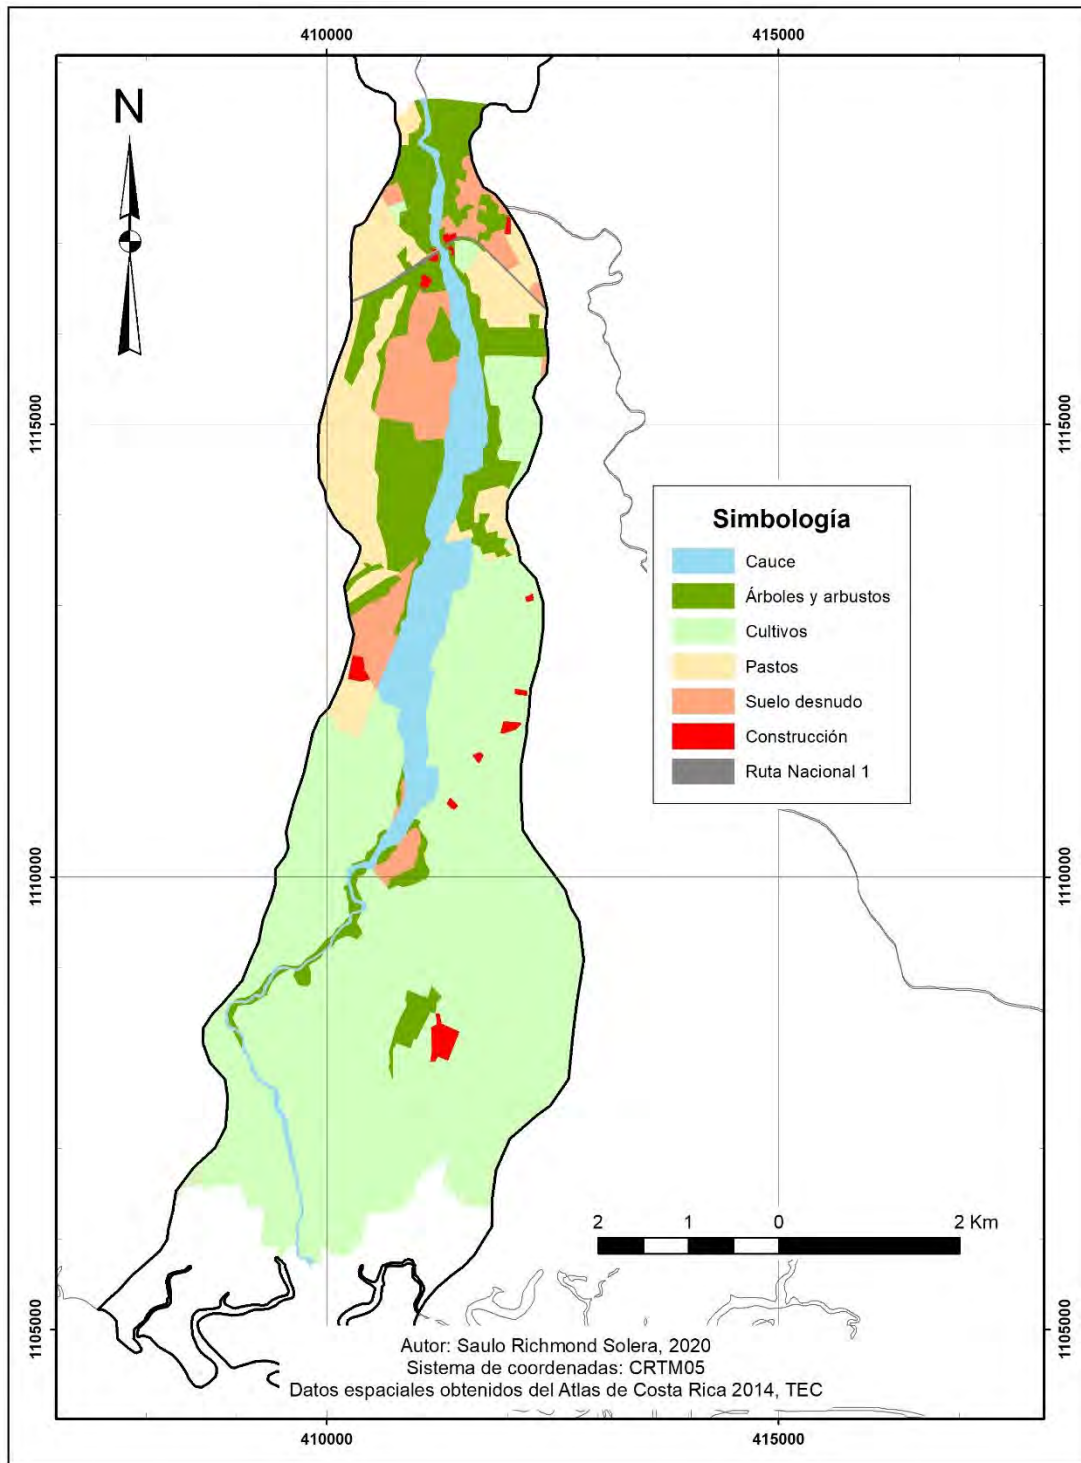 410000
415000
N
1115000
1115000
Simbología
Cauce
Árboles y arbustos
Cultivos
Pastos
Suelo desnudo
Construcción
Ruta Nacional 1
1110000
1110000
2 1 0 2 Km
1105000
1105000
Autor: Saulo Richmond Solera, 2020
Sistema de coordenadas: CRTM05
Datos espaciales obtenidos del Atlas de Costa Rica 2014, TEC
410000
415000